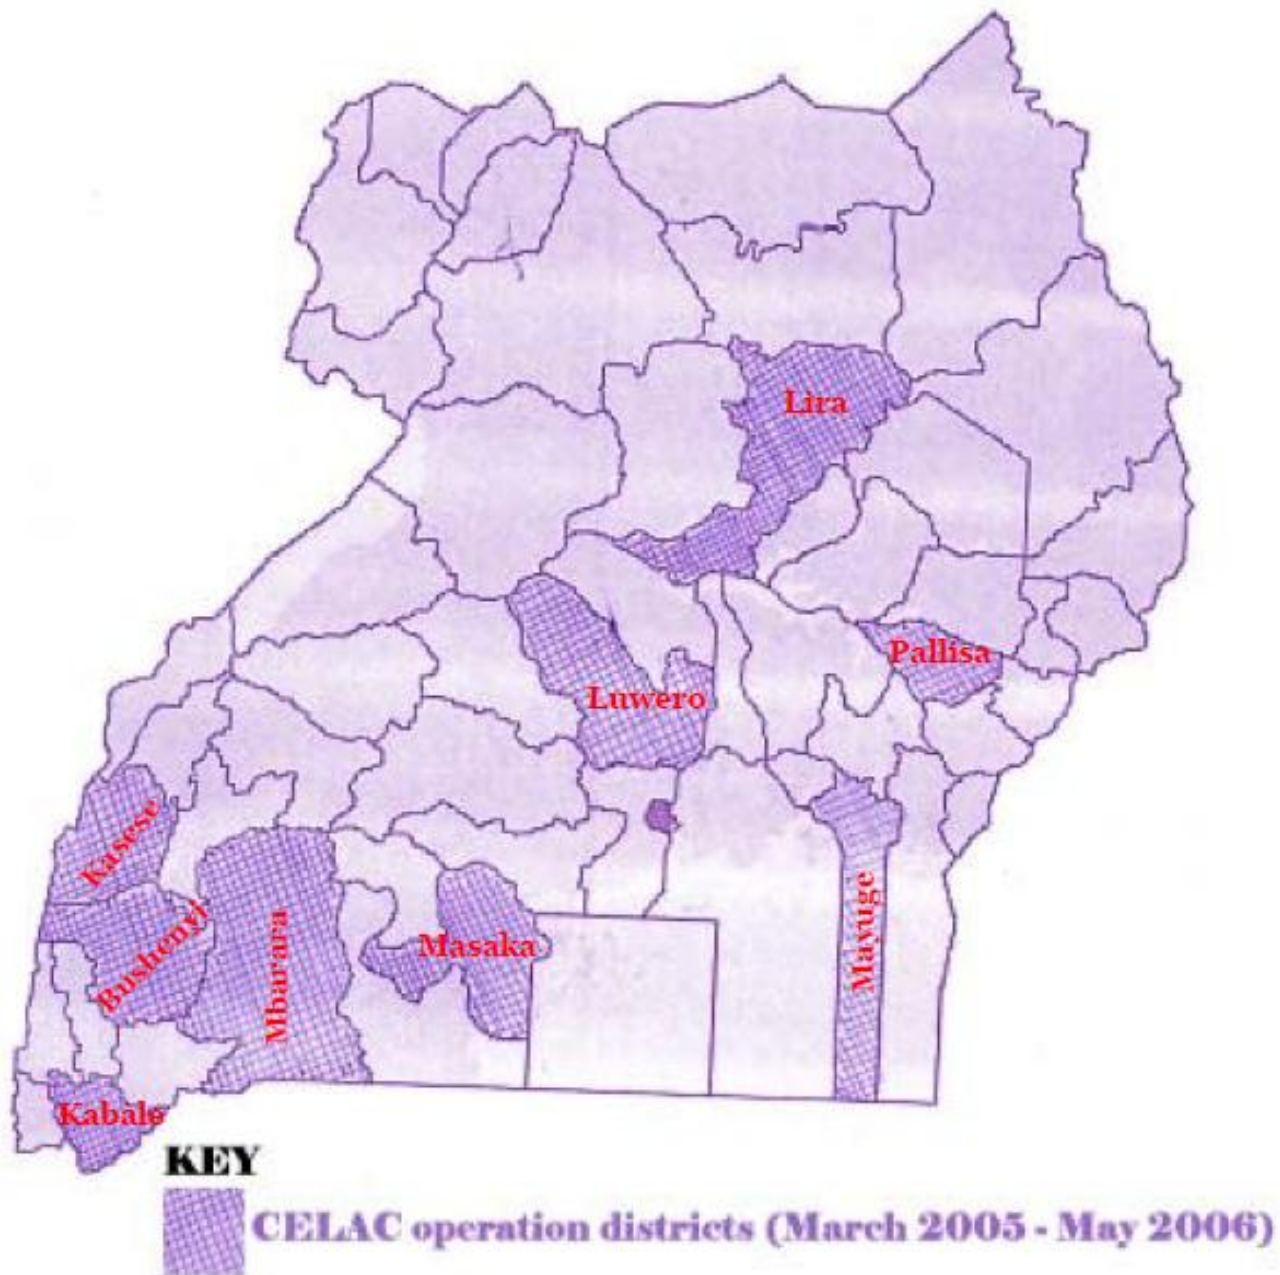 Lira
Pallisa
Luwero
Kasese
Mayuge
Bushenyi
Mbarara
Masaka
Kabale
KEY
CELAC operation districts (March 2005 - May 2006)